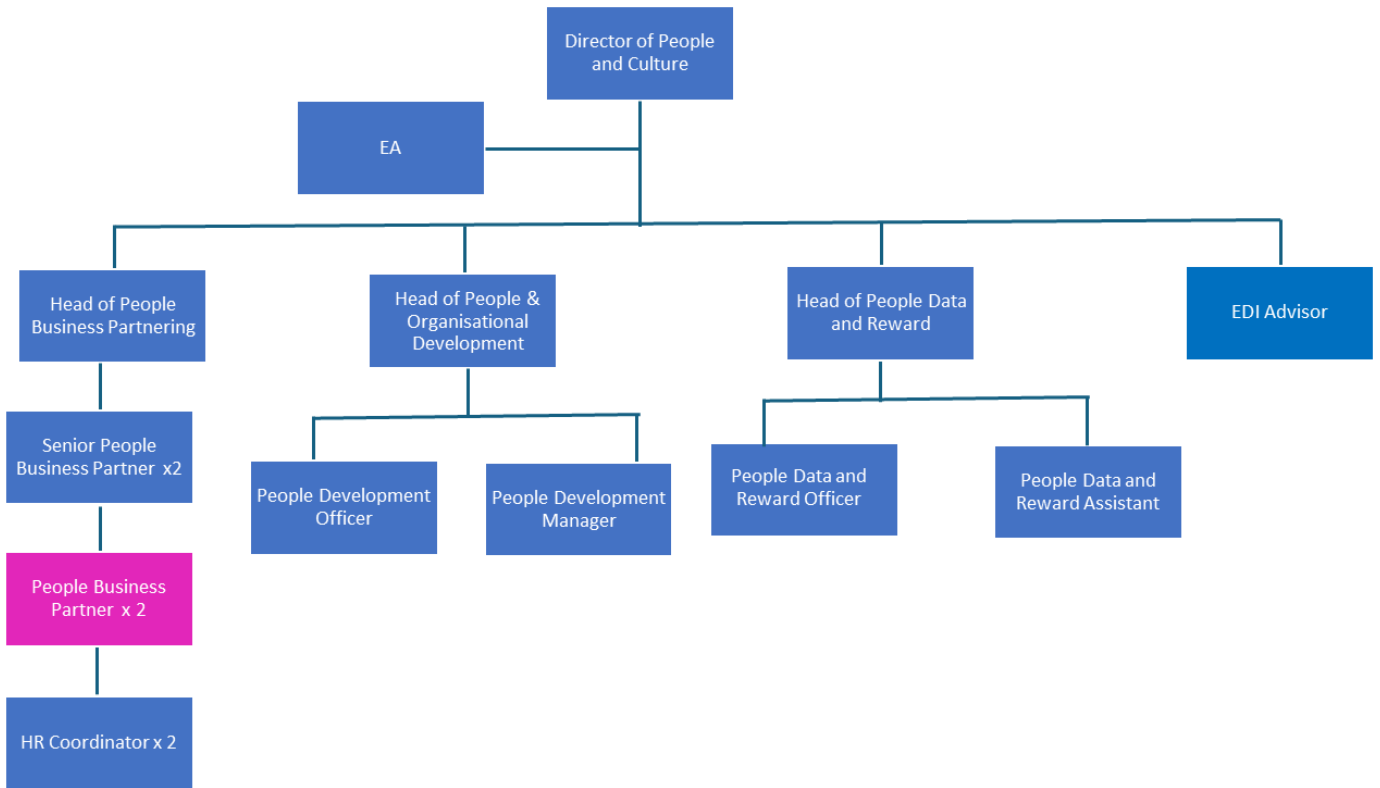 Director of People
and Culture
EA
Head of People
Business Partnering
Head of People &
Organisational
Development
Head of People Data
and Reward
EDI Advisor
Senior People
Business Partner x2
People Development
Officer
People Development
Manager
People Data and
Reward Officer
People Data and
Reward Assistant
People Business
Partner x 2
HR Coordinator x 2